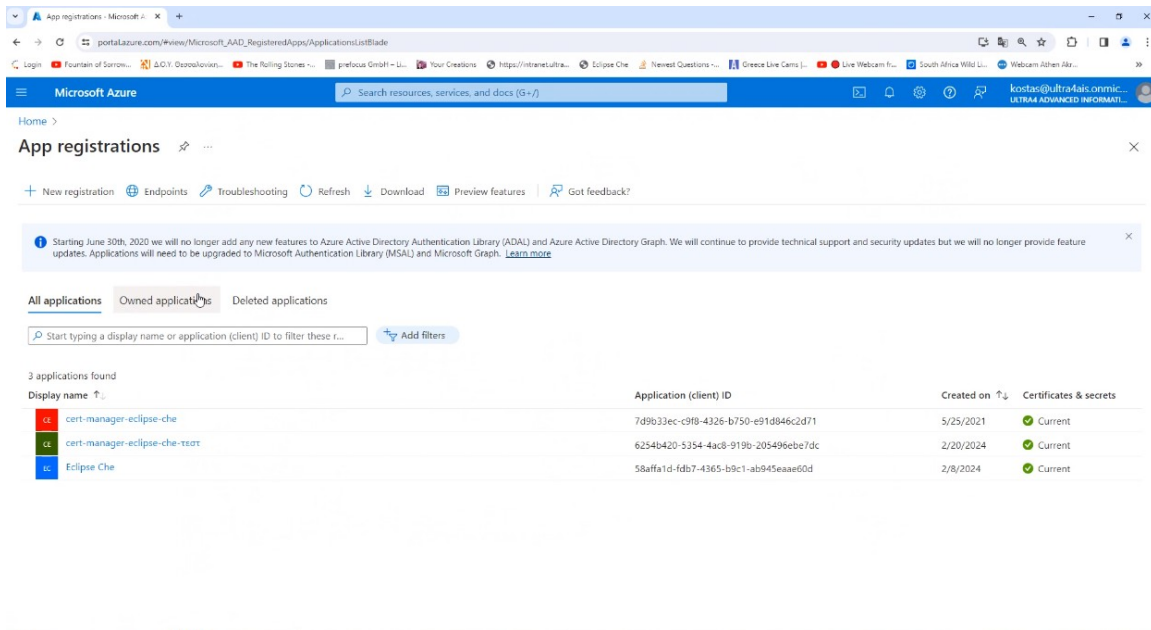 App registrations - Microsoft A
portal.azure.com/#view/Microsoft_AAD_RegisteredApps/ApplicationsListBlade
Login Fountain of Sorrow... Δ.Ο.Υ. The Rolling Stones -... prefocus GmbH – Li... Your Creations https://intranet.ultra... Eclipse Che Newest Questions -... Greece Live Cams |... Live Webcam fr... South Africa Wild Li... Webcam Athen Akr... »
Microsoft Azure
Search resources, services, and docs (G+/)
kostas@ultra4ais.onmic...
ULTRA4 ADVANCED INFORMATI...
Home >
App registrations ...
New registration Endpoints Troubleshooting Refresh Download Preview features Got feedback?
Starting June 30th, 2020 we will no longer add any new features to Azure Active Directory Authentication Library (ADAL) and Azure Active Directory Graph. We will continue to provide technical support and security updates but we will no longer provide feature
updates. Applications will need to be upgraded to Microsoft Authentication Library (MSAL) and Microsoft Graph. Learn more
All applications Owned applications Deleted applications
Start typing a display name or application (client) ID to filter these r... Add filters
3 applications found
Display name ↑↓ Application (client) ID Created on ↑↓ Certificates & secrets
CE cert-manager-eclipse-che 7d9b33ec-c9f8-4326-b750-e91d846c2d71 5/25/2021 Current
CE cert-manager-eclipse-che-τεστ 6254b420-5354-4ac8-919b-205496ebe7dc 2/20/2024 Current
EC Eclipse Che 58affa1d-fdb7-4365-b9c1-ab945eaae60d 2/8/2024 Current